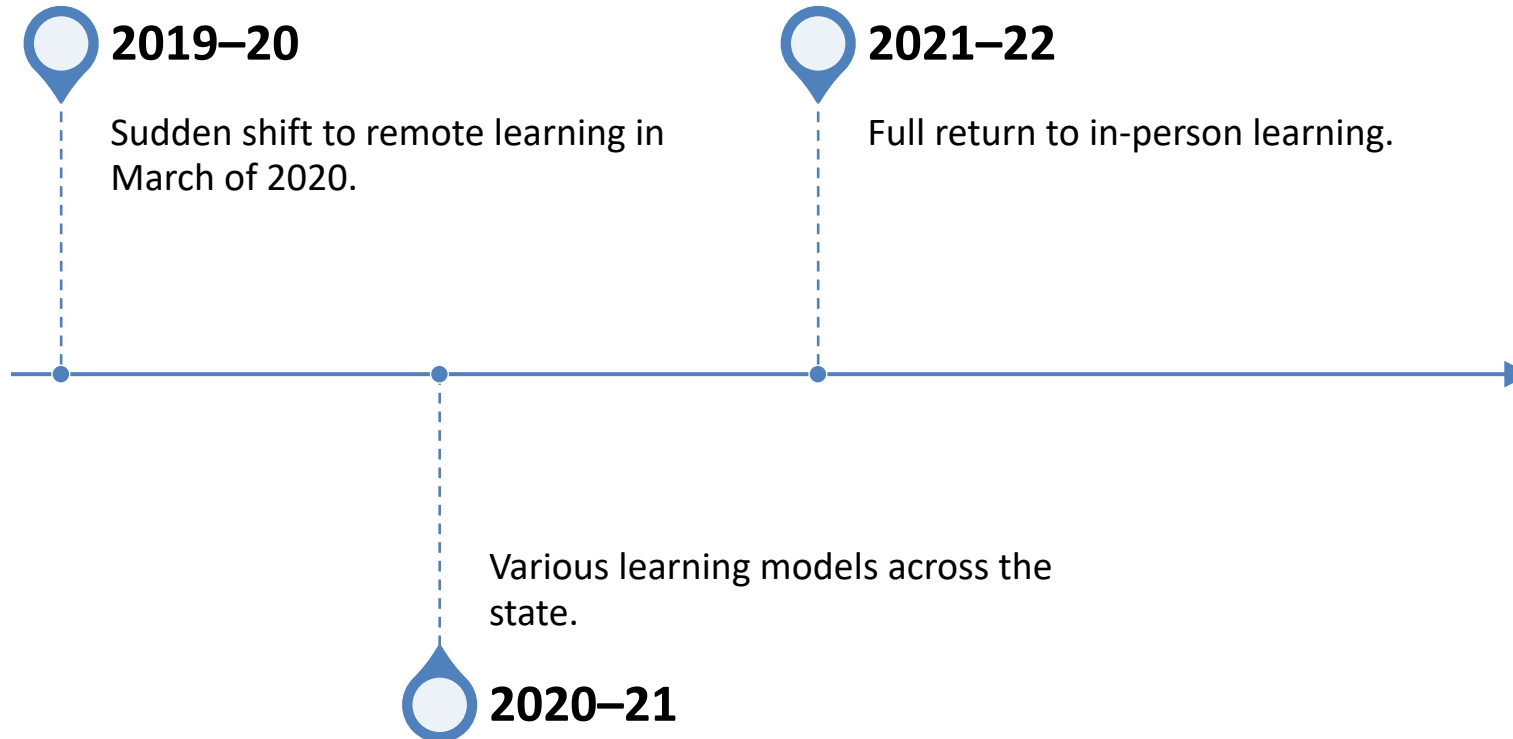 2019–20
Sudden shift to remote learning in
March of 2020.
2021–22
Full return to in-person learning.
Various learning models across the
state.
2020–21